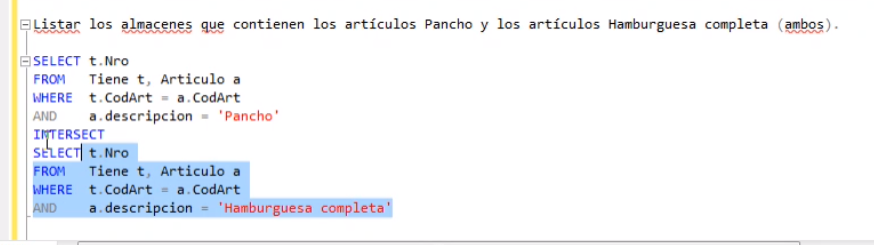 Listar los almacenes que contienen los artículos Pancho y los artículos Hamburguesa completa (ambos).
SELECT t.Nro
FROM Tiene t, Articulo a
WHERE t.CodArt = a.CodArt
AND a.descripcion = 'Pancho'
INTERSECT
SELECT t.Nro
FROM Tiene t, Articulo a
WHERE t.CodArt = a.CodArt
AND a.descripcion = 'Hamburguesa completa'